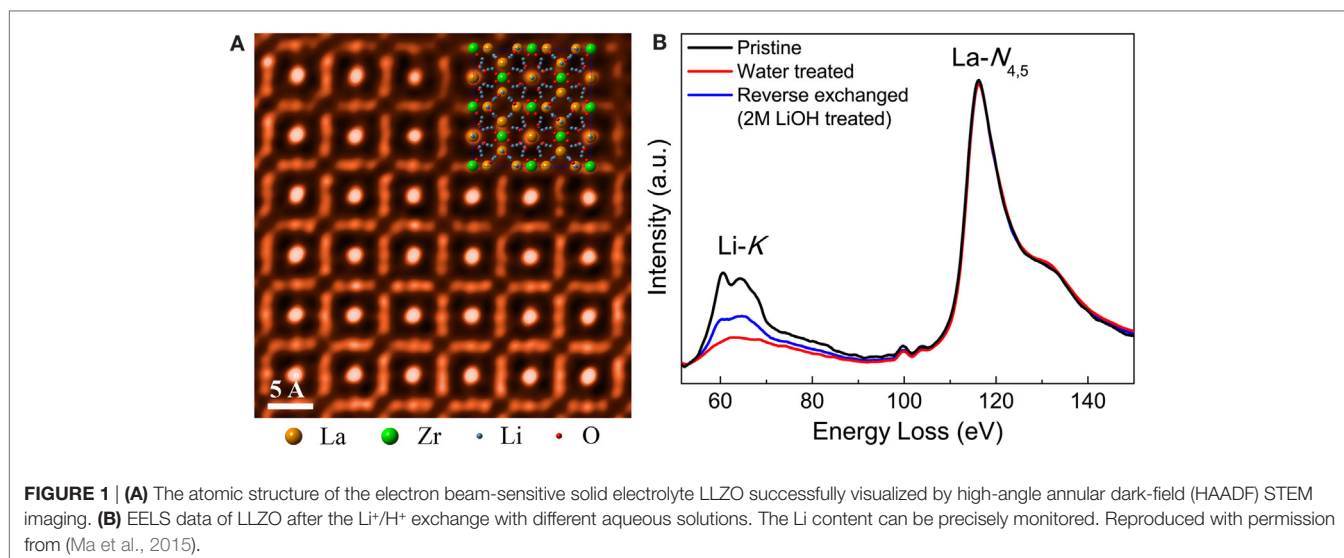 A
5 Å
La Zr Li O
B
Pristine
Water treated
Reverse exchanged
(2M LiOH treated)
La-N4,5
Li-K
Intensity (a.u.)
60 80 100 120 140
Energy Loss (eV)
FIGURE 1 | (A) The atomic structure of the electron beam-sensitive solid electrolyte LLZO successfully visualized by high-angle annular dark-field (HAADF) STEM
imaging. (B) EELS data of LLZO after the Li⁺/H⁺ exchange with different aqueous solutions. The Li content can be precisely monitored. Reproduced with permission
from (Ma et al., 2015).